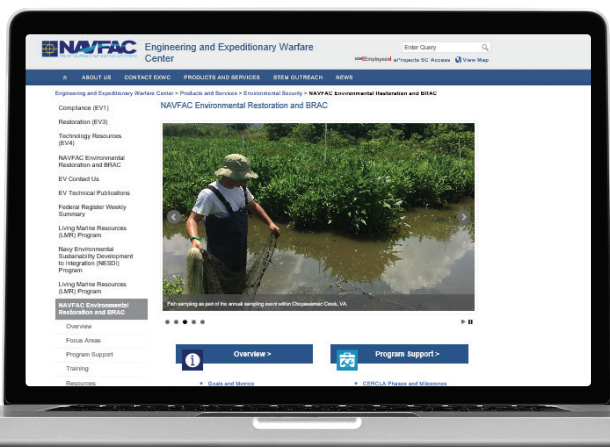 NAVFAC
Engineering and Expeditionary Warfare
Center
Enter Query
View Map
ABOUT US
CONTACT EXWC
PRODUCTS AND SERVICES
STEM OUTREACH
NEWS
Engineering and Expeditionary Warfare Center > Products and Services > Environmental Security > NAVFAC Environmental Restoration and BRAC
Compliance (EV1)
Restoration (EV3)
Technology Resources
(EV4)
NAVFAC Environmental
Restoration and BRAC
EV Contact Us
EV Technical Publications
Federal Register Weekly
Summary
Living Marine Resources
(LMR) Program
Navy Environmental
Sustainability Development
to Integration (NESDI)
Program
Living Marine Resources
(LMR) Program
NAVFAC Environmental
Restoration and BRAC
Overview
Focus Areas
Program Support
Training
Resources
NAVFAC Environmental Restoration and BRAC
Fish sampling as part of the annual sampling event within Chopawamsic Creek, VA.
Overview >
Goals and Metrics
Program Support >
CERCLA Phases and Milestones